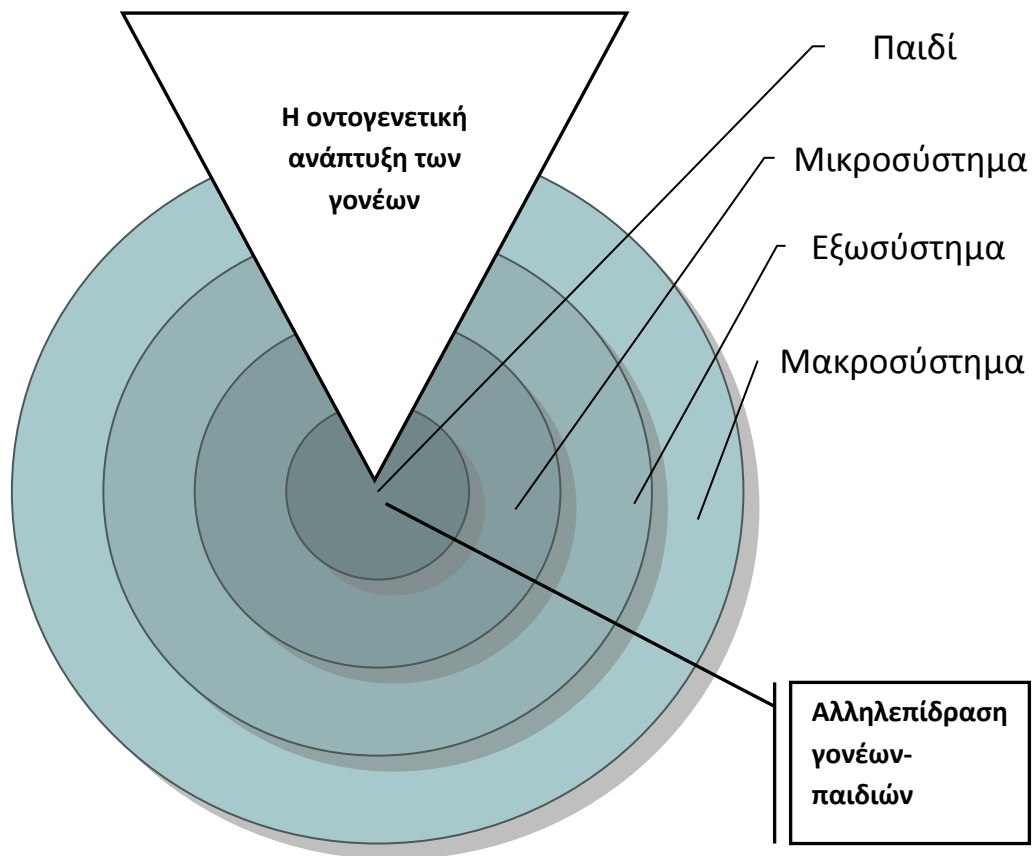 Παιδί
Η οντογενετική
ανάπτυξη των
γονέων
Μικροσύστημα
Εξωσύστημα
Μακροσύστημα
Αλληλεπίδραση
γονέων-
παιδιών